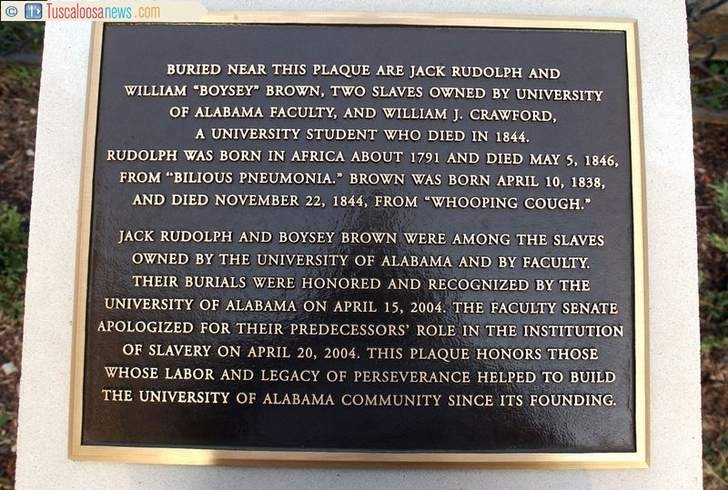 © Tuscaloosanews.com
BURIED NEAR THIS PLAQUE ARE JACK RUDOLPH AND
WILLIAM "BOYSEY" BROWN, TWO SLAVES OWNED BY UNIVERSITY
OF ALABAMA FACULTY, AND WILLIAM J. CRAWFORD,
A UNIVERSITY STUDENT WHO DIED IN 1844.
RUDOLPH WAS BORN IN AFRICA ABOUT 1791 AND DIED MAY 5, 1846,
FROM "BILIOUS PNEUMONIA." BROWN WAS BORN APRIL 10, 1838,
AND DIED NOVEMBER 22, 1844, FROM "WHOOPING COUGH."
JACK RUDOLPH AND BOYSEY BROWN WERE AMONG THE SLAVES
OWNED BY THE UNIVERSITY OF ALABAMA AND BY FACULTY.
THEIR BURIALS WERE HONORED AND RECOGNIZED BY THE
UNIVERSITY OF ALABAMA ON APRIL 15, 2004. THE FACULTY SENATE
APOLOGIZED FOR THEIR PREDECESSORS' ROLE IN THE INSTITUTION
OF SLAVERY ON APRIL 20, 2004. THIS PLAQUE HONORS THOSE
WHOSE LABOR AND LEGACY OF PERSEVERANCE HELPED TO BUILD
THE UNIVERSITY OF ALABAMA COMMUNITY SINCE ITS FOUNDING.